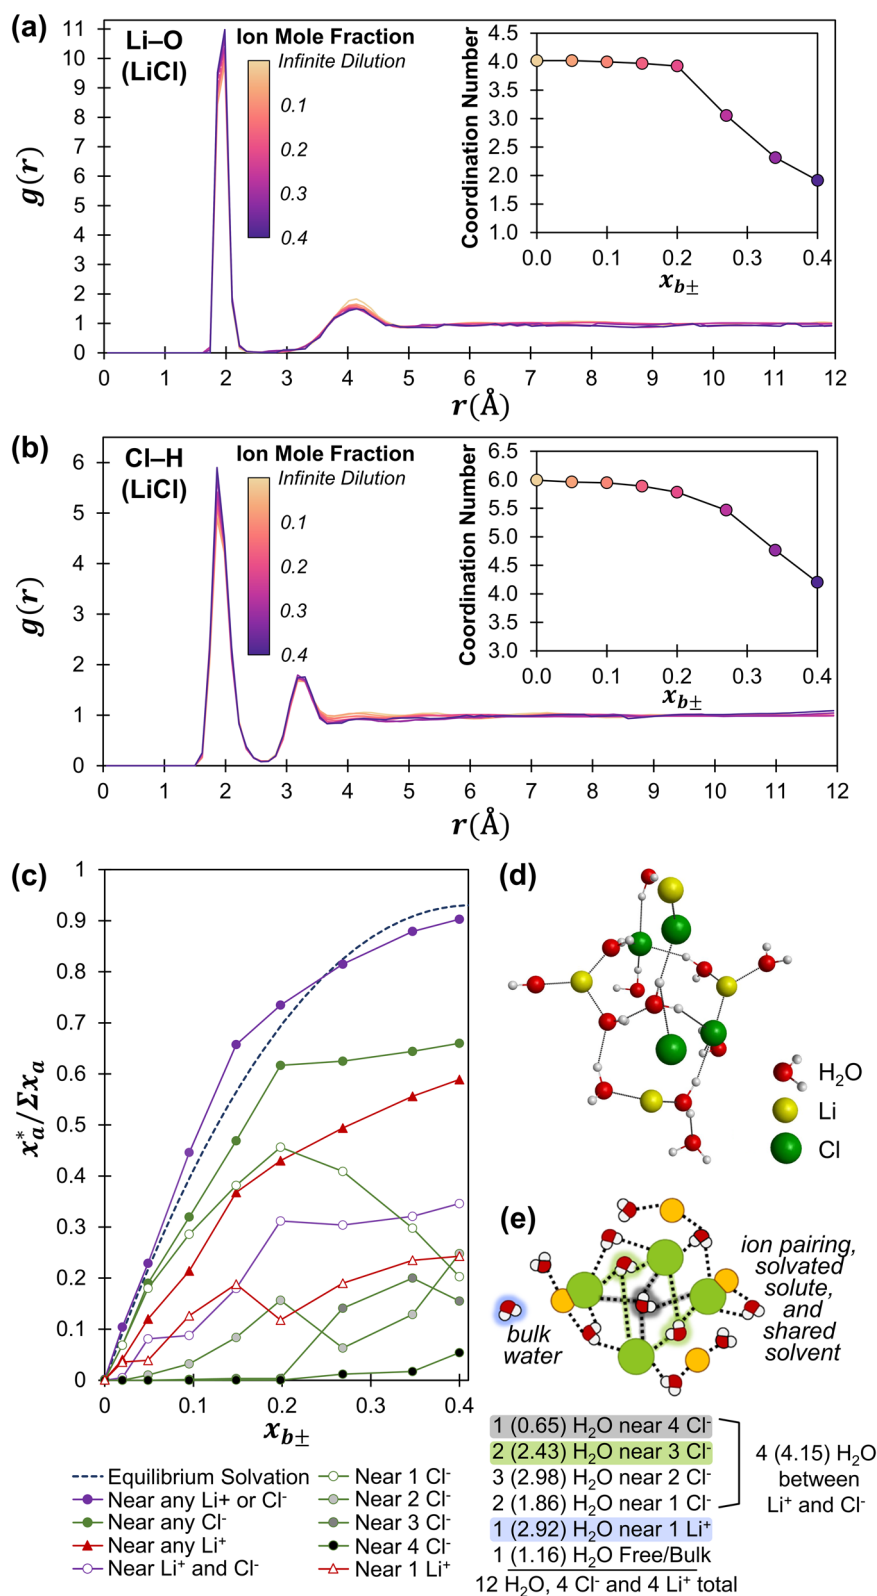 (a)
Li–O
(LiCl)
Ion Mole Fraction
Infinite Dilution
0.1
0.2
0.3
0.4
g(r)
11
10
9
8
7
6
5
4
3
2
1
0
0 1 2 3 4 5 6 7 8 9 10 11 12
r(Å)
Coordination Number
4.5
4.0
3.5
3.0
2.5
2.0
1.5
1.0
0.0 0.1 0.2 0.3 0.4
x_{b±}
(b)
Cl–H
(LiCl)
Ion Mole Fraction
Infinite Dilution
0.1
0.2
0.3
0.4
g(r)
6
5
4
3
2
1
0
0 1 2 3 4 5 6 7 8 9 10 11 12
r(Å)
Coordination Number
6.5
6.0
5.5
5.0
4.5
4.0
3.5
3.0
0.0 0.1 0.2 0.3 0.4
x_{b±}
(c)
x*_a/Σx_a
1
0.9
0.8
0.7
0.6
0.5
0.4
0.3
0.2
0.1
0
0 0.1 0.2 0.3 0.4
x_{b±}
Equilibrium Solvation
Near any Li+ or Cl⁻
Near any Cl⁻
Near any Li⁺
Near Li⁺ and Cl⁻
Near 1 Cl⁻
Near 2 Cl⁻
Near 3 Cl⁻
Near 4 Cl⁻
Near 1 Li⁺
(d)
H₂O
Li
Cl
(e)
ion pairing,
solvated
solute,
and
shared
solvent
bulk
water
1 (0.65) H₂O near 4 Cl⁻
2 (2.43) H₂O near 3 Cl⁻
3 (2.98) H₂O near 2 Cl⁻
2 (1.86) H₂O near 1 Cl⁻
1 (2.92) H₂O near 1 Li⁺
1 (1.16) H₂O Free/Bulk
12 H₂O, 4 Cl⁻ and 4 Li⁺ total
4 (4.15) H₂O
between
Li⁺ and Cl⁻